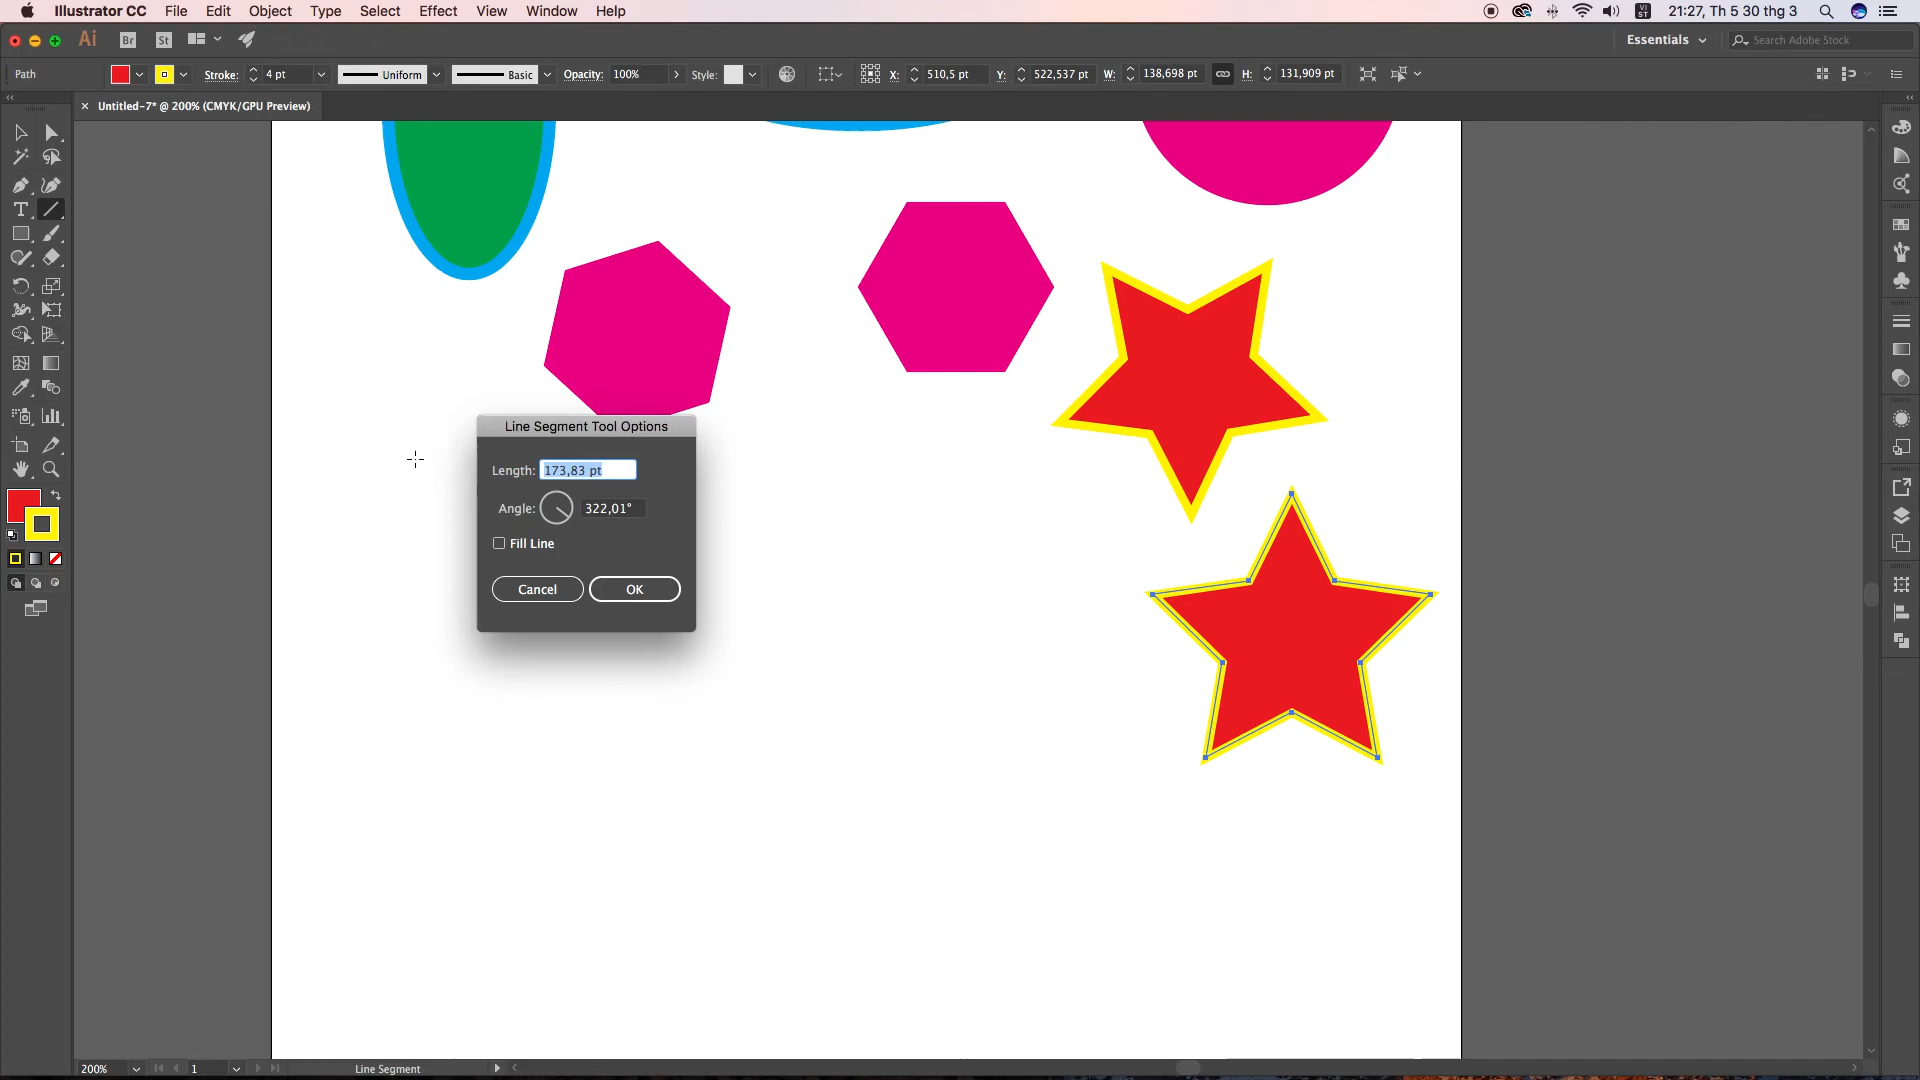 Illustrator CC File Edit Object Type Select Effect View Window Help VI ST 21:27, Th 5 30 thg 3
Ai Br St Essentials Search Adobe Stock
Path Stroke: 4 pt Uniform Basic Opacity: 100% Style: X: 510,5 pt Y: 522,537 pt W: 138,698 pt H: 131,909 pt
× Untitled-7* @ 200% (CMYK/GPU Preview)
T
Line Segment Tool Options
Length: 173,83 pt
Angle: 322,01°
Fill Line
Cancel OK
200% 1 Line Segment